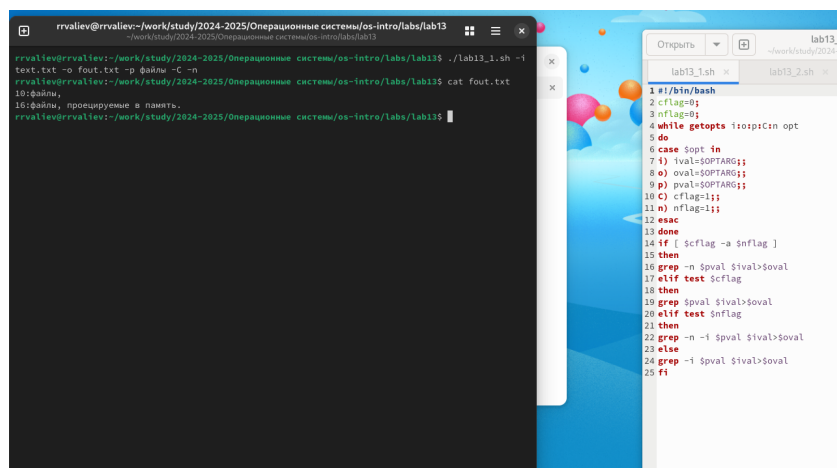 rrvaliev@rrvaliev:~/work/study/2024-2025/Операционные системы/os-intro/labs/lab13
~/work/study/2024-2025/Операционные системы/os-intro/labs/lab13
rrvaliev@rrvaliev:~/work/study/2024-2025/Операционные системы/os-intro/labs/lab13$ ./lab13_1.sh -i
text.txt -o fout.txt -p файлы -C -n
rrvaliev@rrvaliev:~/work/study/2024-2025/Операционные системы/os-intro/labs/lab13$ cat fout.txt
10:файлы,
16:файлы, проецируемые в память.
rrvaliev@rrvaliev:~/work/study/2024-2025/Операционные системы/os-intro/labs/lab13$
Открыть
lab13_
~/work/study/2024
lab13_1.sh
lab13_2.sh
1 #!/bin/bash
2 cflag=0;
3 nflag=0;
4 while getopts i:o:p:C:n opt
5 do
6 case $opt in
7 i) ival=$OPTARG;;
8 o) oval=$OPTARG;;
9 p) pval=$OPTARG;;
10 C) cflag=1;;
11 n) nflag=1;;
12 esac
13 done
14 if [ $cflag -a $nflag ]
15 then
16 grep -n $pval $ival>$oval
17 elif test $cflag
18 then
19 grep $pval $ival>$oval
20 elif test $nflag
21 then
22 grep -n -i $pval $ival>$oval
23 else
24 grep -i $pval $ival>$oval
25 fi